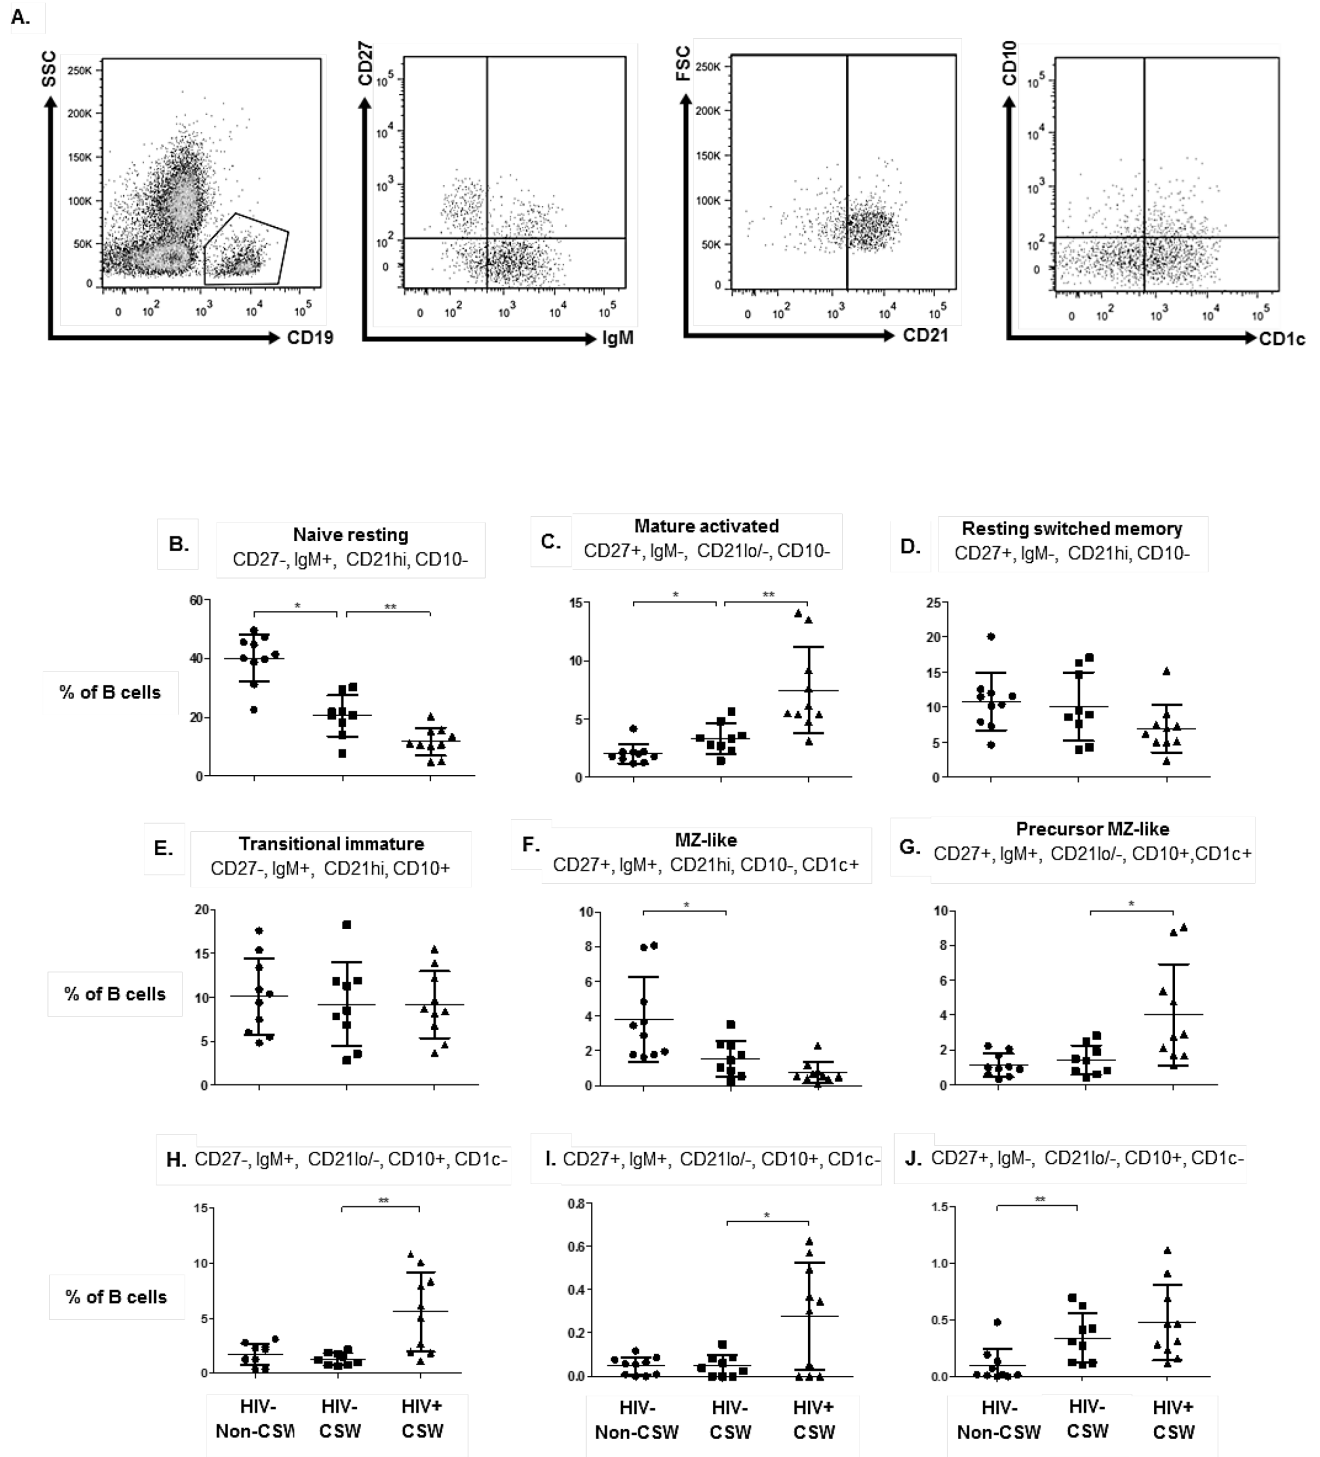 A.
SSC
250K
200K
150K
100K
50K
0
0 10^2 10^3 10^4 10^5
CD19
CD27
10^5
10^4
10^3
10^2
0
0 10^2 10^3 10^4 10^5
IgM
FSC
250K
200K
150K
100K
50K
0
0 10^2 10^3 10^4 10^5
CD21
CD10
10^5
10^4
10^3
10^2
0
0 10^2 10^3 10^4 10^5
CD1c
B.
Naive resting
CD27-, IgM+, CD21hi, CD10-
* **
60
40
20
0
C.
Mature activated
CD27+, IgM-, CD21lo/-, CD10-
* **
15
10
5
0
D.
Resting switched memory
CD27+, IgM-, CD21hi, CD10-
25
20
15
10
5
0
% of B cells
E.
Transitional immature
CD27-, IgM+, CD21hi, CD10+
20
15
10
5
0
F.
MZ-like
CD27+, IgM+, CD21hi, CD10-, CD1c+
*
10
8
6
4
2
0
G.
Precursor MZ-like
CD27+, IgM+, CD21lo/-, CD10+,CD1c+
*
10
8
6
4
2
0
% of B cells
H. CD27-, IgM+, CD21lo/-, CD10+, CD1c-
**
15
10
5
0
I. CD27+, IgM+, CD21lo/-, CD10+, CD1c-
*
0.8
0.6
0.4
0.2
0.0
J. CD27+, IgM-, CD21lo/-, CD10+, CD1c-
**
1.5
1.0
0.5
0.0
% of B cells
HIV- HIV- HIV+
Non-CSW CSW CSW
HIV- HIV- HIV+
Non-CSW CSW CSW
HIV- HIV- HIV+
Non-CSW CSW CSW